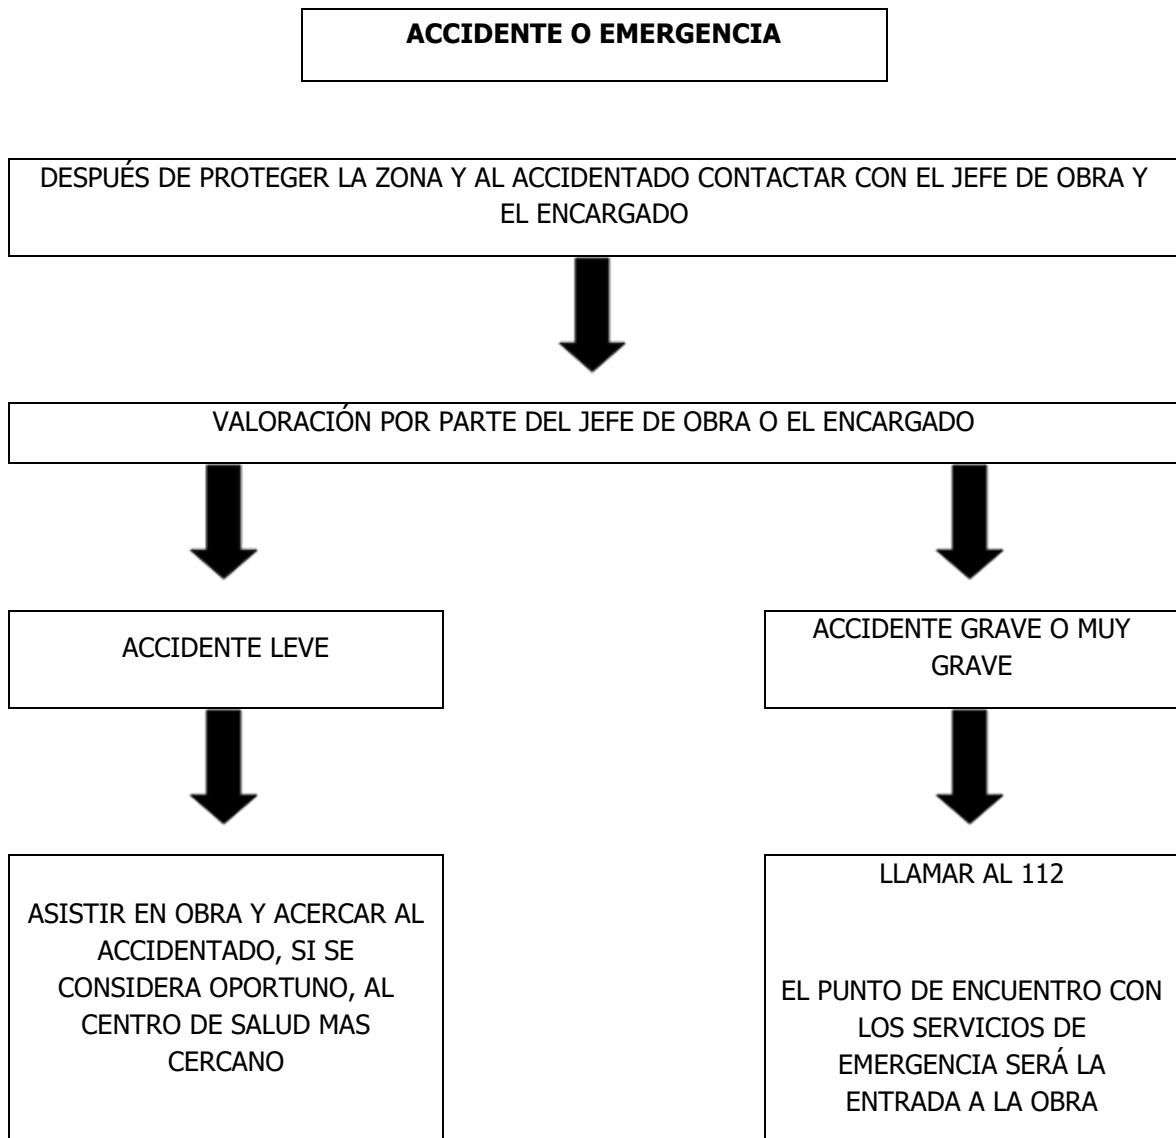 ACCIDENTE O EMERGENCIA
DESPUÉS DE PROTEGER LA ZONA Y AL ACCIDENTADO CONTACTAR CON EL JEFE DE OBRA Y
EL ENCARGADO
VALORACIÓN POR PARTE DEL JEFE DE OBRA O EL ENCARGADO
ACCIDENTE LEVE
ACCIDENTE GRAVE O MUY
GRAVE
ASISTIR EN OBRA Y ACERCAR AL
ACCIDENTADO, SI SE
CONSIDERA OPORTUNO, AL
CENTRO DE SALUD MAS
CERCANO
LLAMAR AL 112
EL PUNTO DE ENCUENTRO CON
LOS SERVICIOS DE
EMERGENCIA SERÁ LA
ENTRADA A LA OBRA